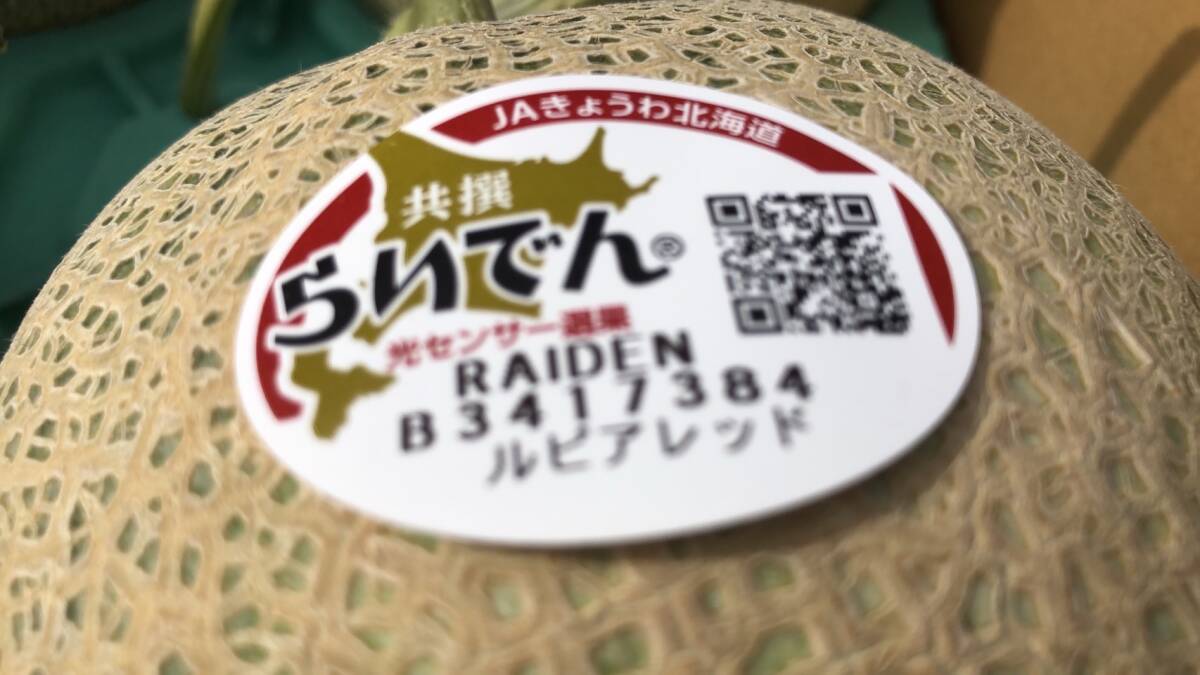 JAきょうわ北海道
共撰
らいでん®
光センサー選果
RAIDEN
B3417384
ルピアレッド